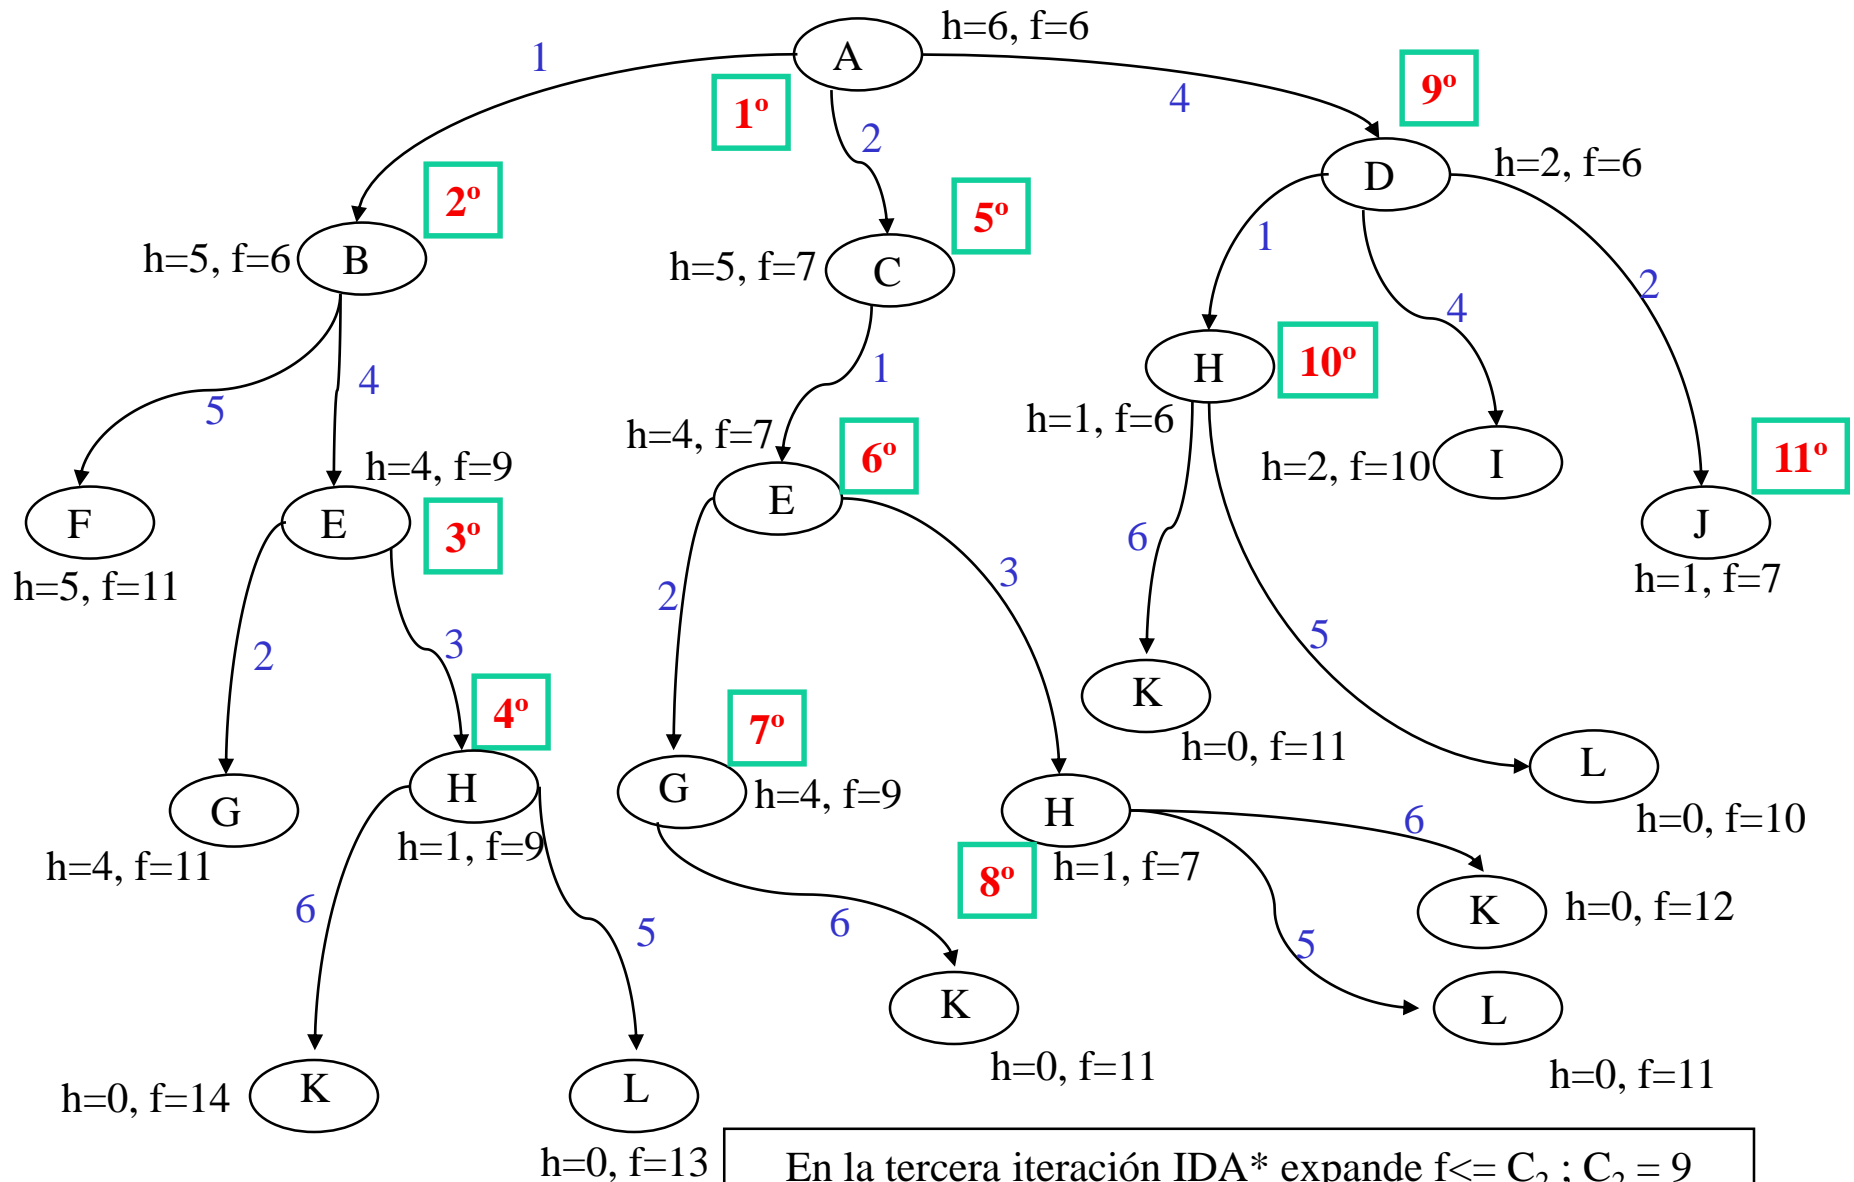 h=6, f=6
A
1
4
9º
1º
2
D
h=2, f=6
2º
5º
h=5, f=6
B
h=5, f=7
C
1
4
2
H
10º
1
4
5
h=4, f=7
6º
h=1, f=6
h=2, f=10
I
11º
h=4, f=9
F
E
3º
E
6
J
h=5, f=11
h=1, f=7
2
3
2
3
5
4º
7º
K
h=0, f=11
L
G
H
G
h=4, f=9
H
6
h=0, f=10
h=4, f=11
h=1, f=9
8º
h=1, f=7
6
5
6
5
K
h=0, f=12
K
L
h=0, f=11
h=0, f=11
h=0, f=14
K
L
h=0, f=13
En la tercera iteración IDA* expande f<= C₂ ; C₂ = 9